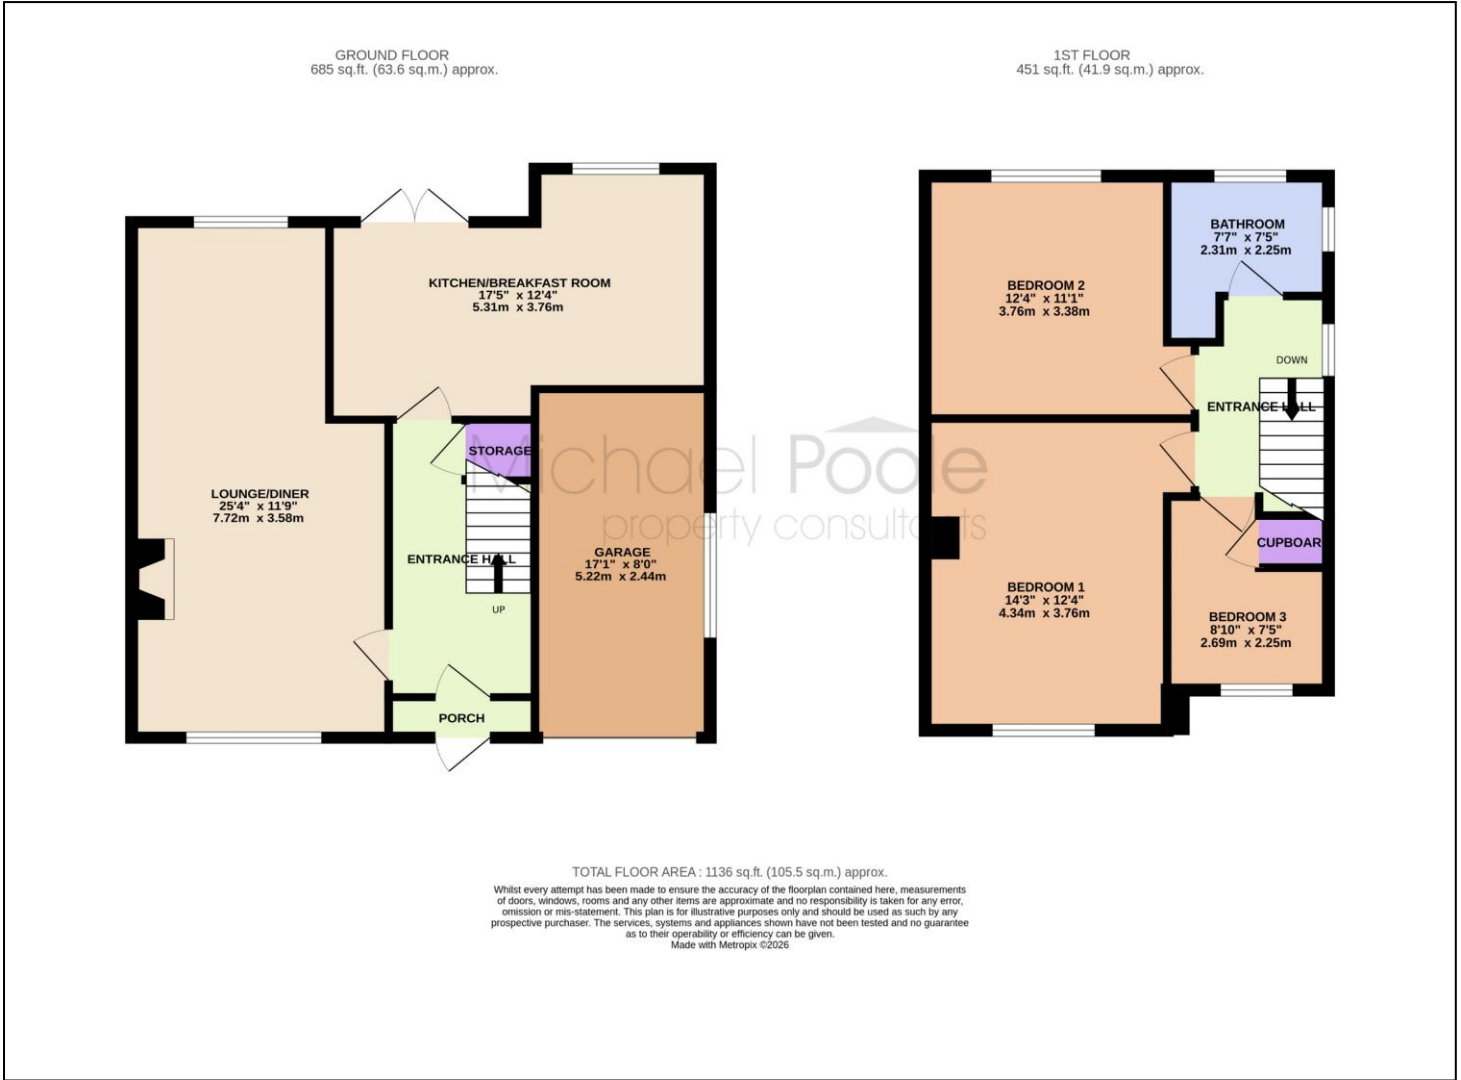 GROUND FLOOR
685 sq.ft. (63.6 sq.m.) approx.
1ST FLOOR
451 sq.ft. (41.9 sq.m.) approx.
KITCHEN/BREAKFAST ROOM
17'5" x 12'4"
5.31m x 3.76m
STORAGE
LOUNGE/DINER
25'4" x 11'9"
7.72m x 3.58m
ENTRANCE HALL
UP
GARAGE
17'1" x 8'0"
5.22m x 2.44m
PORCH
BATHROOM
7'7" x 7'5"
2.31m x 2.25m
BEDROOM 2
12'4" x 11'1"
3.76m x 3.38m
DOWN
ENTRANCE HALL
CUPBOAR
BEDROOM 1
14'3" x 12'4"
4.34m x 3.76m
BEDROOM 3
8'10" x 7'5"
2.69m x 2.25m
Michael Poole
property consultants
TOTAL FLOOR AREA : 1136 sq.ft. (105.5 sq.m.) approx.
Whilst every attempt has been made to ensure the accuracy of the floorplan contained here, measurements
of doors, windows, rooms and any other items are approximate and no responsibility is taken for any error,
omission or mis-statement. This plan is for illustrative purposes only and should be used as such by any
prospective purchaser. The services, systems and appliances shown have not been tested and no guarantee
as to their operability or efficiency can be given.
Made with Metropix ©2026